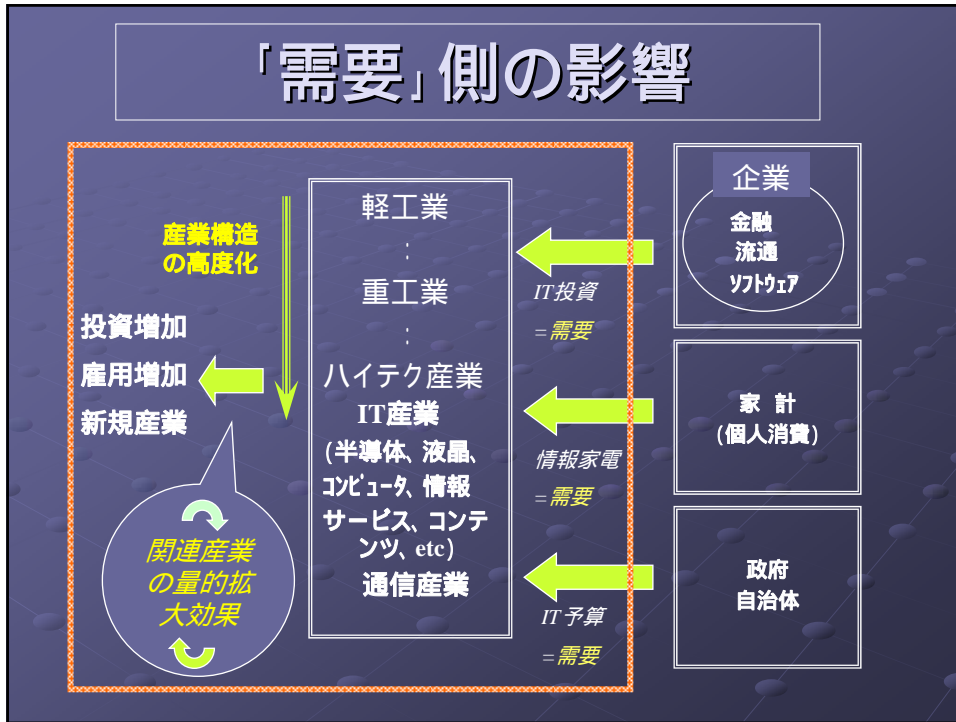 「需要」側の影響
産業構造
の高度化
投資増加
雇用増加
新規産業
関連産業
の量的拡
大効果
軽工業
:
重工業
:
ハイテク産業
IT産業
(半導体、液晶、
ｺﾝﾋﾟｭｰﾀ、情報
サービス、コンテ
ンツ、etc)
通信産業
IT投資
=需要
情報家電
=需要
IT予算
=需要
企業
金融
流通
ｿﾌﾄｳｪｱ
家 計
(個人消費)
政府
自治体